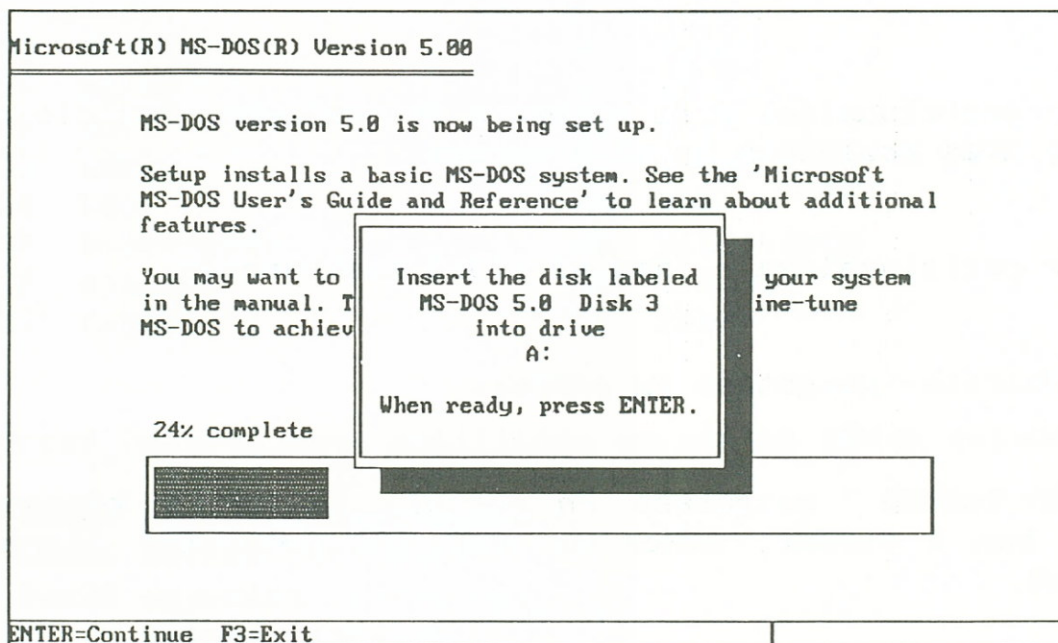 Microsoft(R) MS-DOS(R) Version 5.00
MS-DOS version 5.0 is now being set up.
Setup installs a basic MS-DOS system. See the 'Microsoft
MS-DOS User's Guide and Reference' to learn about additional
features.
You may want to your system
in the manual. T ine-tune
MS-DOS to achiev
Insert the disk labeled
MS-DOS 5.0 Disk 3
into drive
A:
When ready, press ENTER.
24% complete
ENTER=Continue F3=Exit